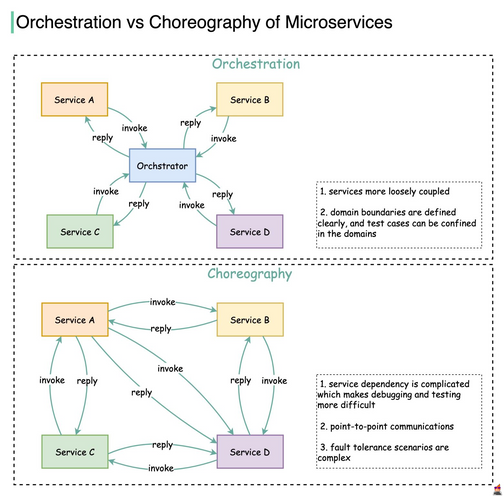 Orchestration vs Choreography of Microservices
Orchestration
Service A
Service B
invoke
reply
reply
invoke
Orchstrator
invoke
reply
reply
invoke
Service C
Service D
1. services more loosely coupled
2. domain boundaries are defined
clearly, and test cases can be confined
in the domains
Choreography
Service A
Service B
invoke
reply
invoke
reply
invoke
reply
reply
invoke
Service C
Service D
reply
invoke
1. service dependency is complicated
which makes debugging and testing
more difficult
2. point-to-point communications
3. fault tolerance scenarios are
complex